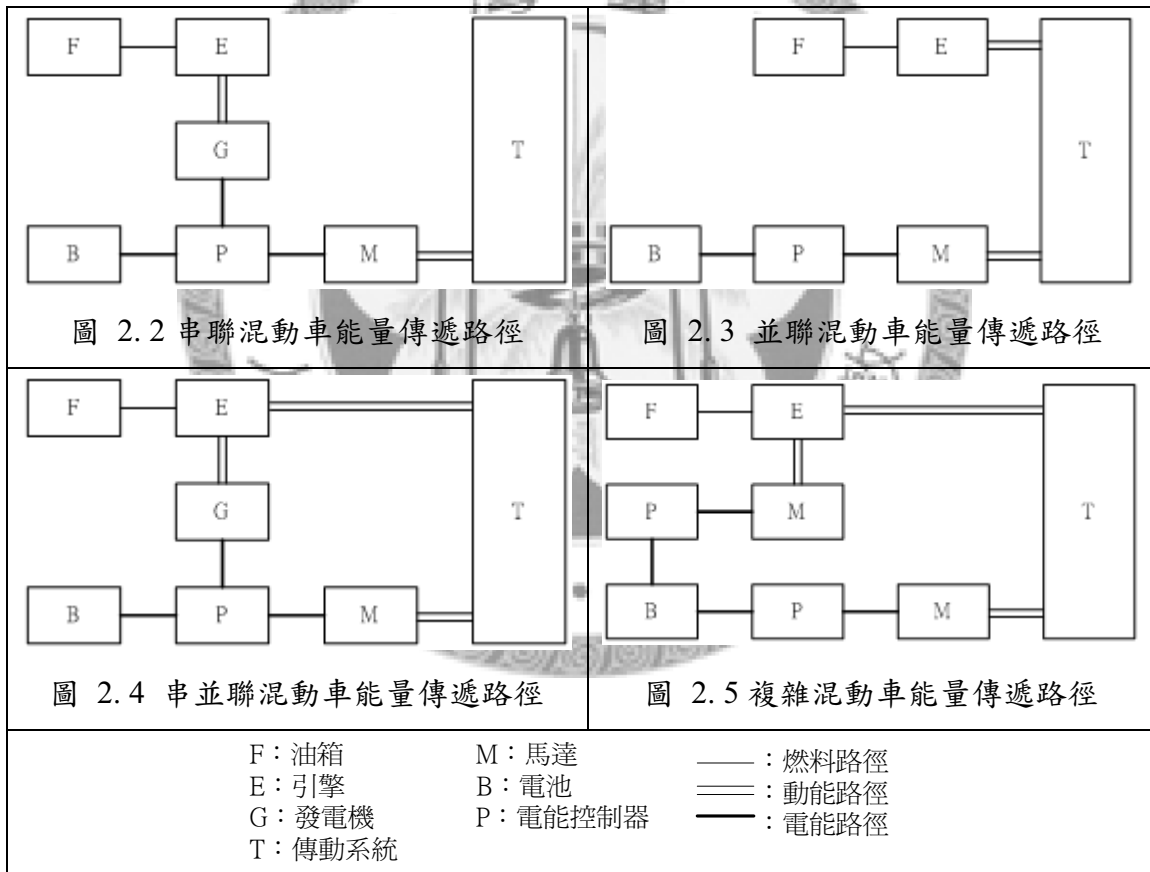 F E
G T
B P M
圖 2.2 串聯混動車能量傳遞路徑
F E
T
B P M
圖 2.3 並聯混動車能量傳遞路徑
F E
G T
B P M
圖 2.4 串並聯混動車能量傳遞路徑
F E
P M T
B P M
圖 2.5 複雜混動車能量傳遞路徑
F：油箱 M：馬達 ：燃料路徑
E：引擎 B：電池 ：動能路徑
G：發電機 P：電能控制器 ：電能路徑
T：傳動系統